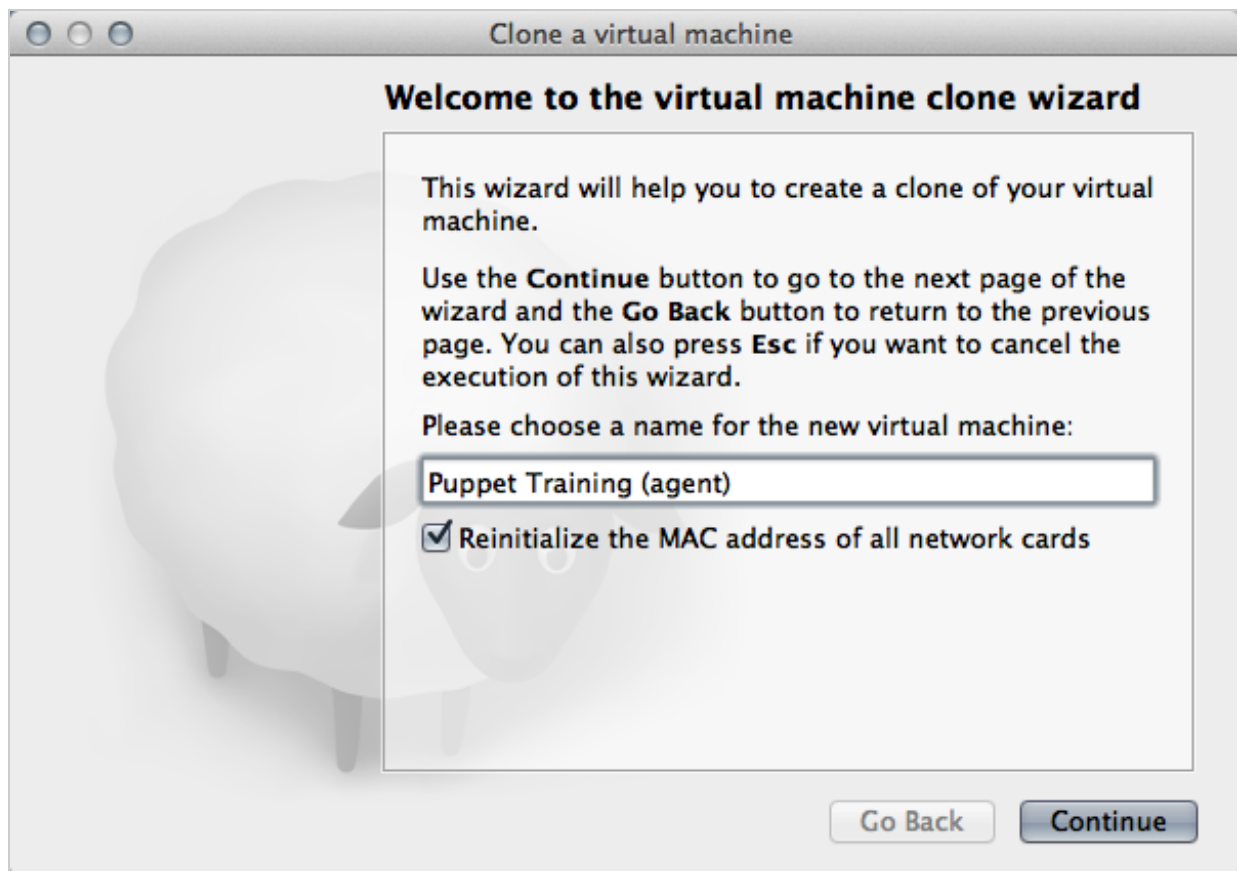 Clone a virtual machine
Welcome to the virtual machine clone wizard
This wizard will help you to create a clone of your virtual
machine.
Use the Continue button to go to the next page of the
wizard and the Go Back button to return to the previous
page. You can also press Esc if you want to cancel the
execution of this wizard.
Please choose a name for the new virtual machine:
Puppet Training (agent)
Reinitialize the MAC address of all network cards
Go Back
Continue